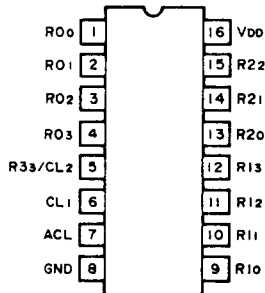 RO0 1 16 VDD
RO1 2 15 R22
RO2 3 14 R21
RO3 4 13 R20
R33/CL2 5 12 R13
CL1 6 11 R12
ACL 7 10 R11
GND 8 9 R10